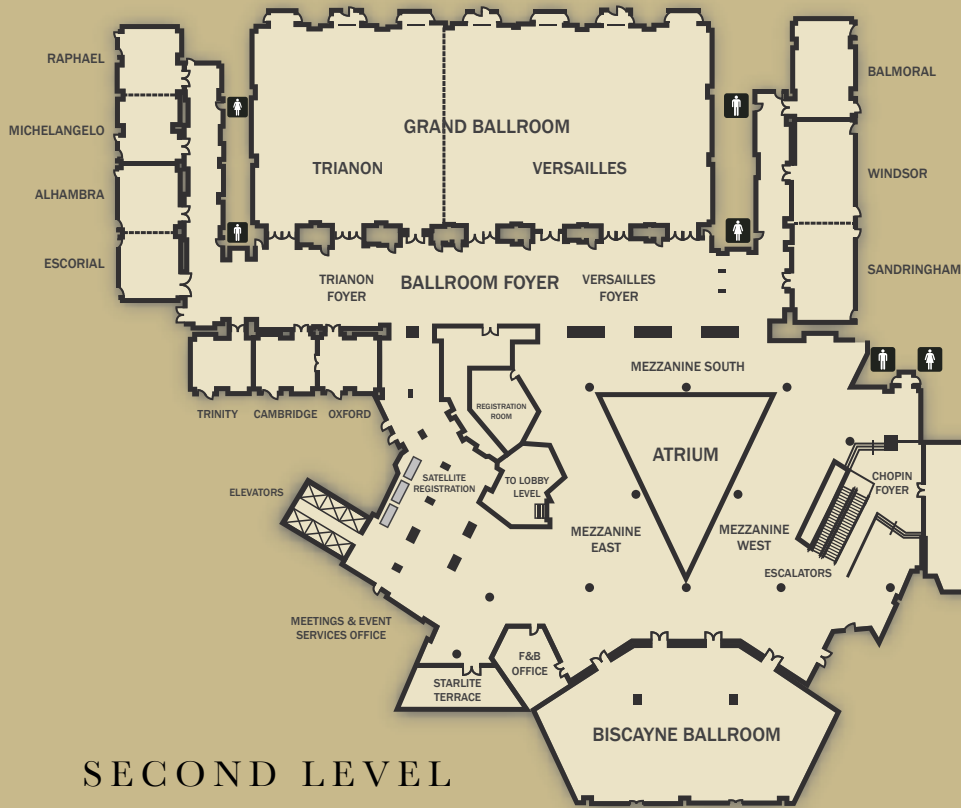 RAPHAEL
MICHELANGELO
ALHAMBRA
ESCORIAL
GRAND BALLROOM
TRIANON
VERSAILLES
BALMORAL
WINDSOR
SANDRINGHAM
TRIANON
FOYER
BALLROOM FOYER
VERSAILLES
FOYER
TRINITY
CAMBRIDGE
OXFORD
REGISTRATION
ROOM
MEZZANINE SOUTH
ATRIUM
ELEVATORS
SATELLITE
REGISTRATION
TO LOBBY
LEVEL
MEZZANINE
EAST
MEZZANINE
WEST
CHOPIN
FOYER
ESCALATORS
MEETINGS & EVENT
SERVICES OFFICE
F&B
OFFICE
STARLITE
TERRACE
BISCAYNE BALLROOM
SECOND LEVEL